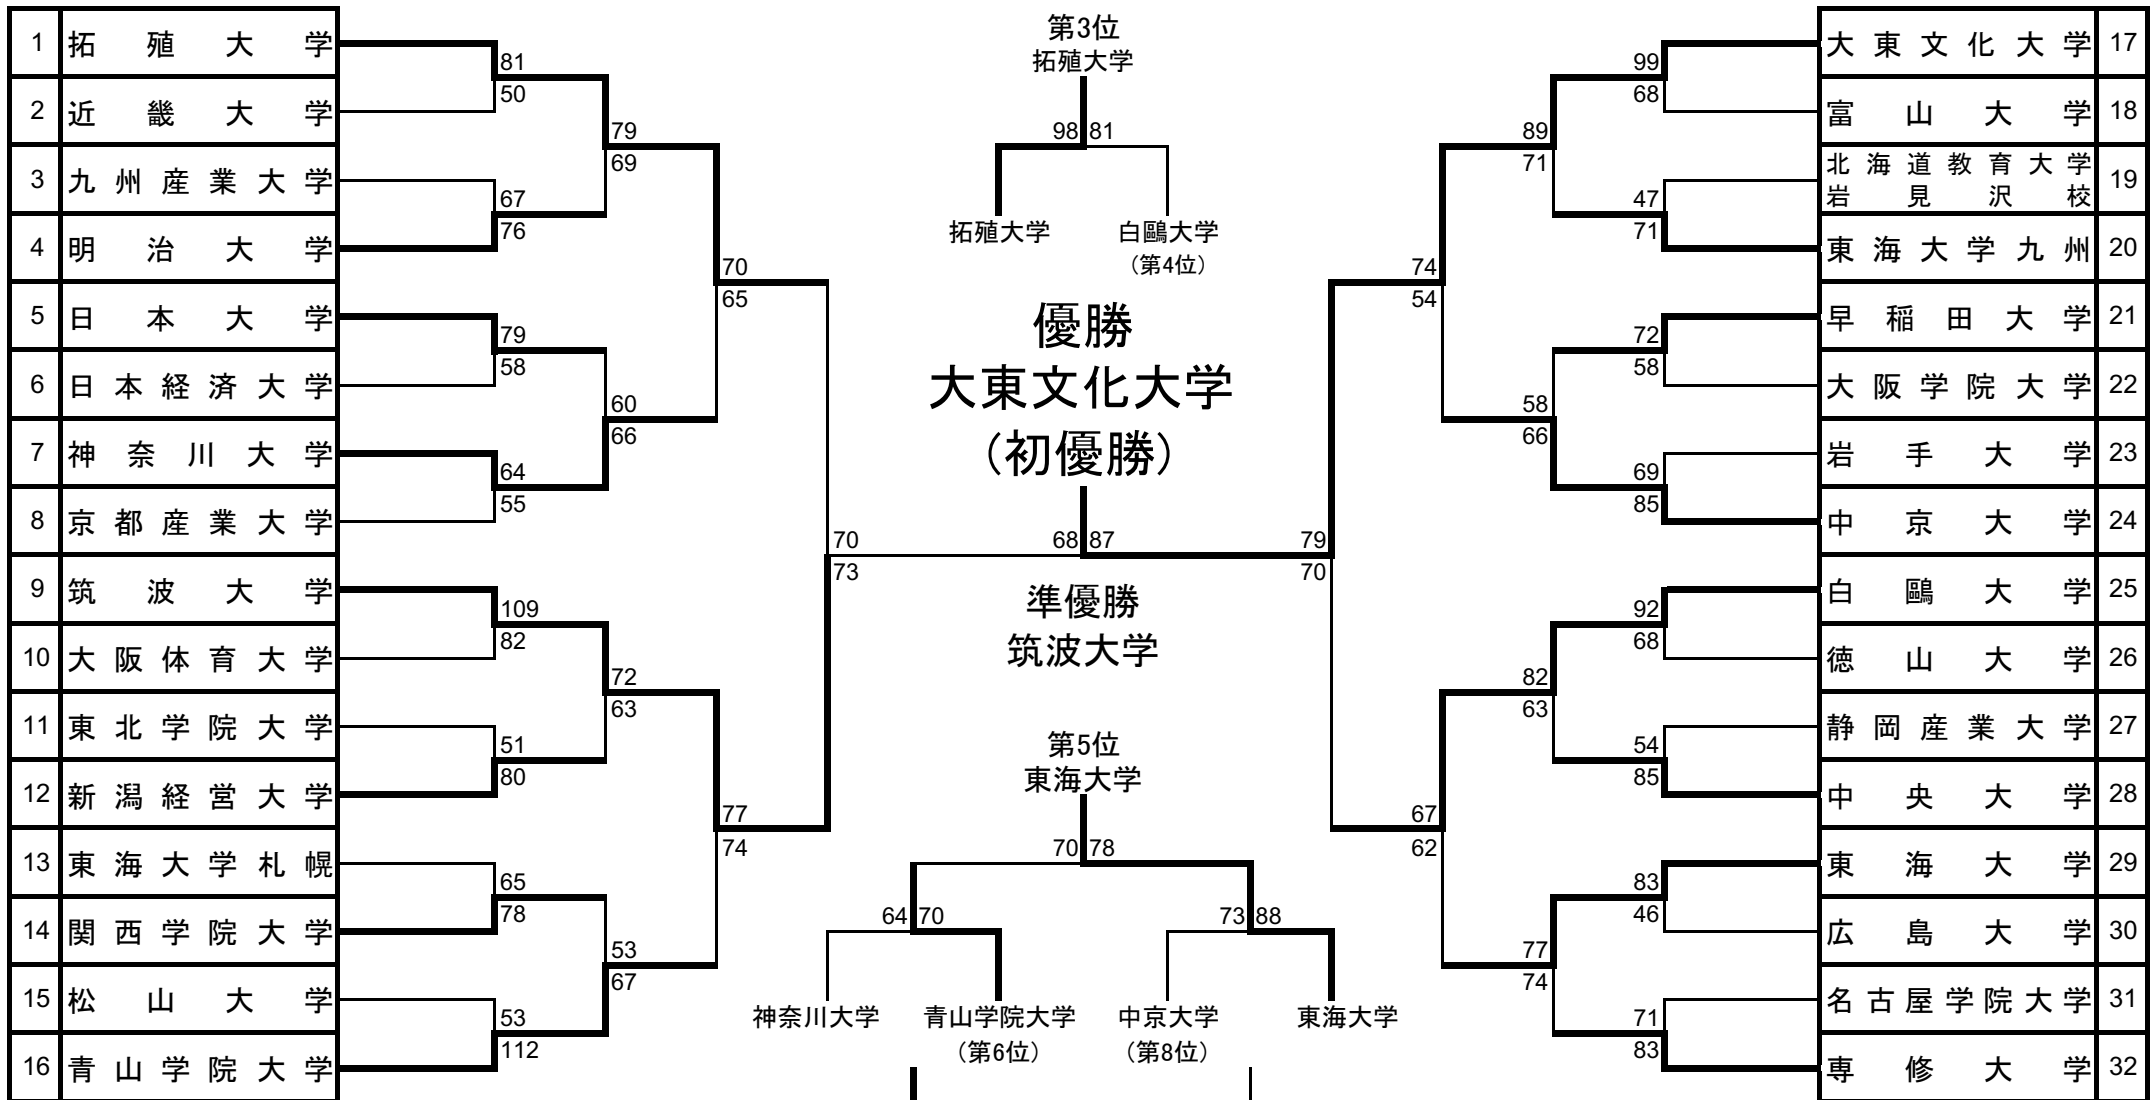 1 拓殖大学
2 近畿大学
3 九州産業大学
4 明治大学
5 日本大学
6 日本経済大学
7 神奈川大学
8 京都産業大学
9 筑波大学
10 大阪体育大学
11 東北学院大学
12 新潟経営大学
13 東海大学札幌
14 関西学院大学
15 松山大学
16 青山学院大学
81
50
67
76
79
58
64
55
109
82
51
80
65
78
53
112
79
69
60
66
72
63
53
67
70
65
77
74
70
73
第3位
拓殖大学
98 81
拓殖大学 白鷗大学
(第4位)
優勝
大東文化大学
(初優勝)
68 87
準優勝
筑波大学
第5位
東海大学
70 78
64 70
73 88
神奈川大学 青山学院大学 中京大学 東海大学
(第6位) (第8位)
79
70
74
54
67
62
89
71
58
66
82
63
77
74
99
68
47
71
72
58
69
85
92
68
54
85
83
46
71
83
大東文化大学 17
富山大学 18
北海道教育大学
岩見沢校 19
東海大学九州 20
早稲田大学 21
大阪学院大学 22
岩手大学 23
中京大学 24
白鷗大学 25
徳山大学 26
静岡産業大学 27
中央大学 28
東海大学 29
広島大学 30
名古屋学院大学 31
専修大学 32